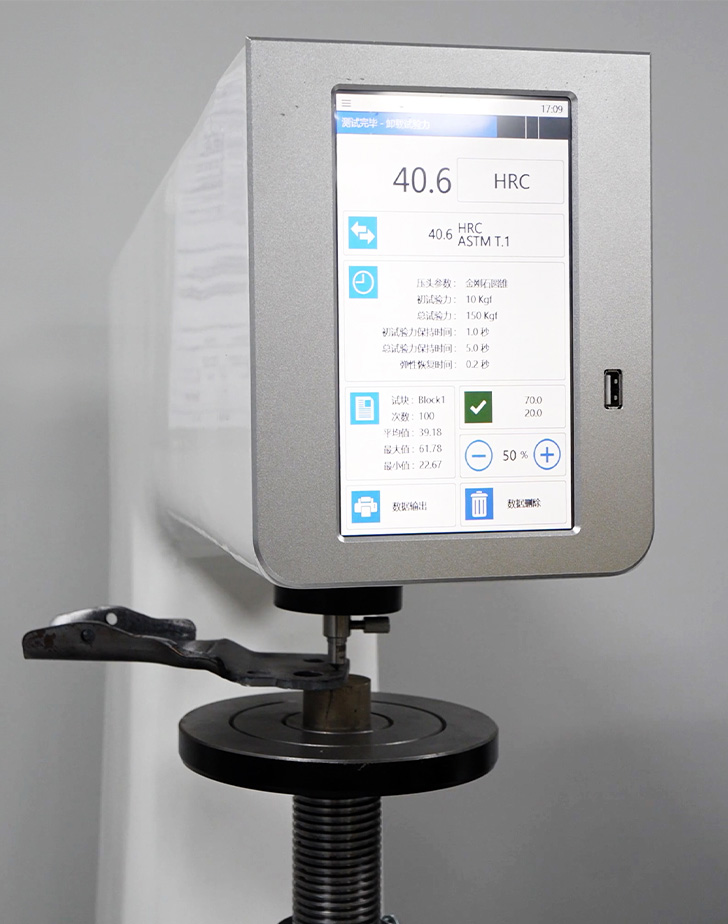 17:09
测试完毕 - 卸载试验力
40.6 HRC
40.6 HRC
ASTM T.1
压头参数： 金刚石圆锥
初试验力： 10 Kgf
总试验力： 150 Kgf
初试验力保持时间： 1.0 秒
总试验力保持时间： 5.0 秒
弹性恢复时间： 0.2 秒
试块：Block1
次数：100
平均值：39.18
最大值：61.78
最小值：22.67
70.0
20.0
50 %
数据输出
数据删除